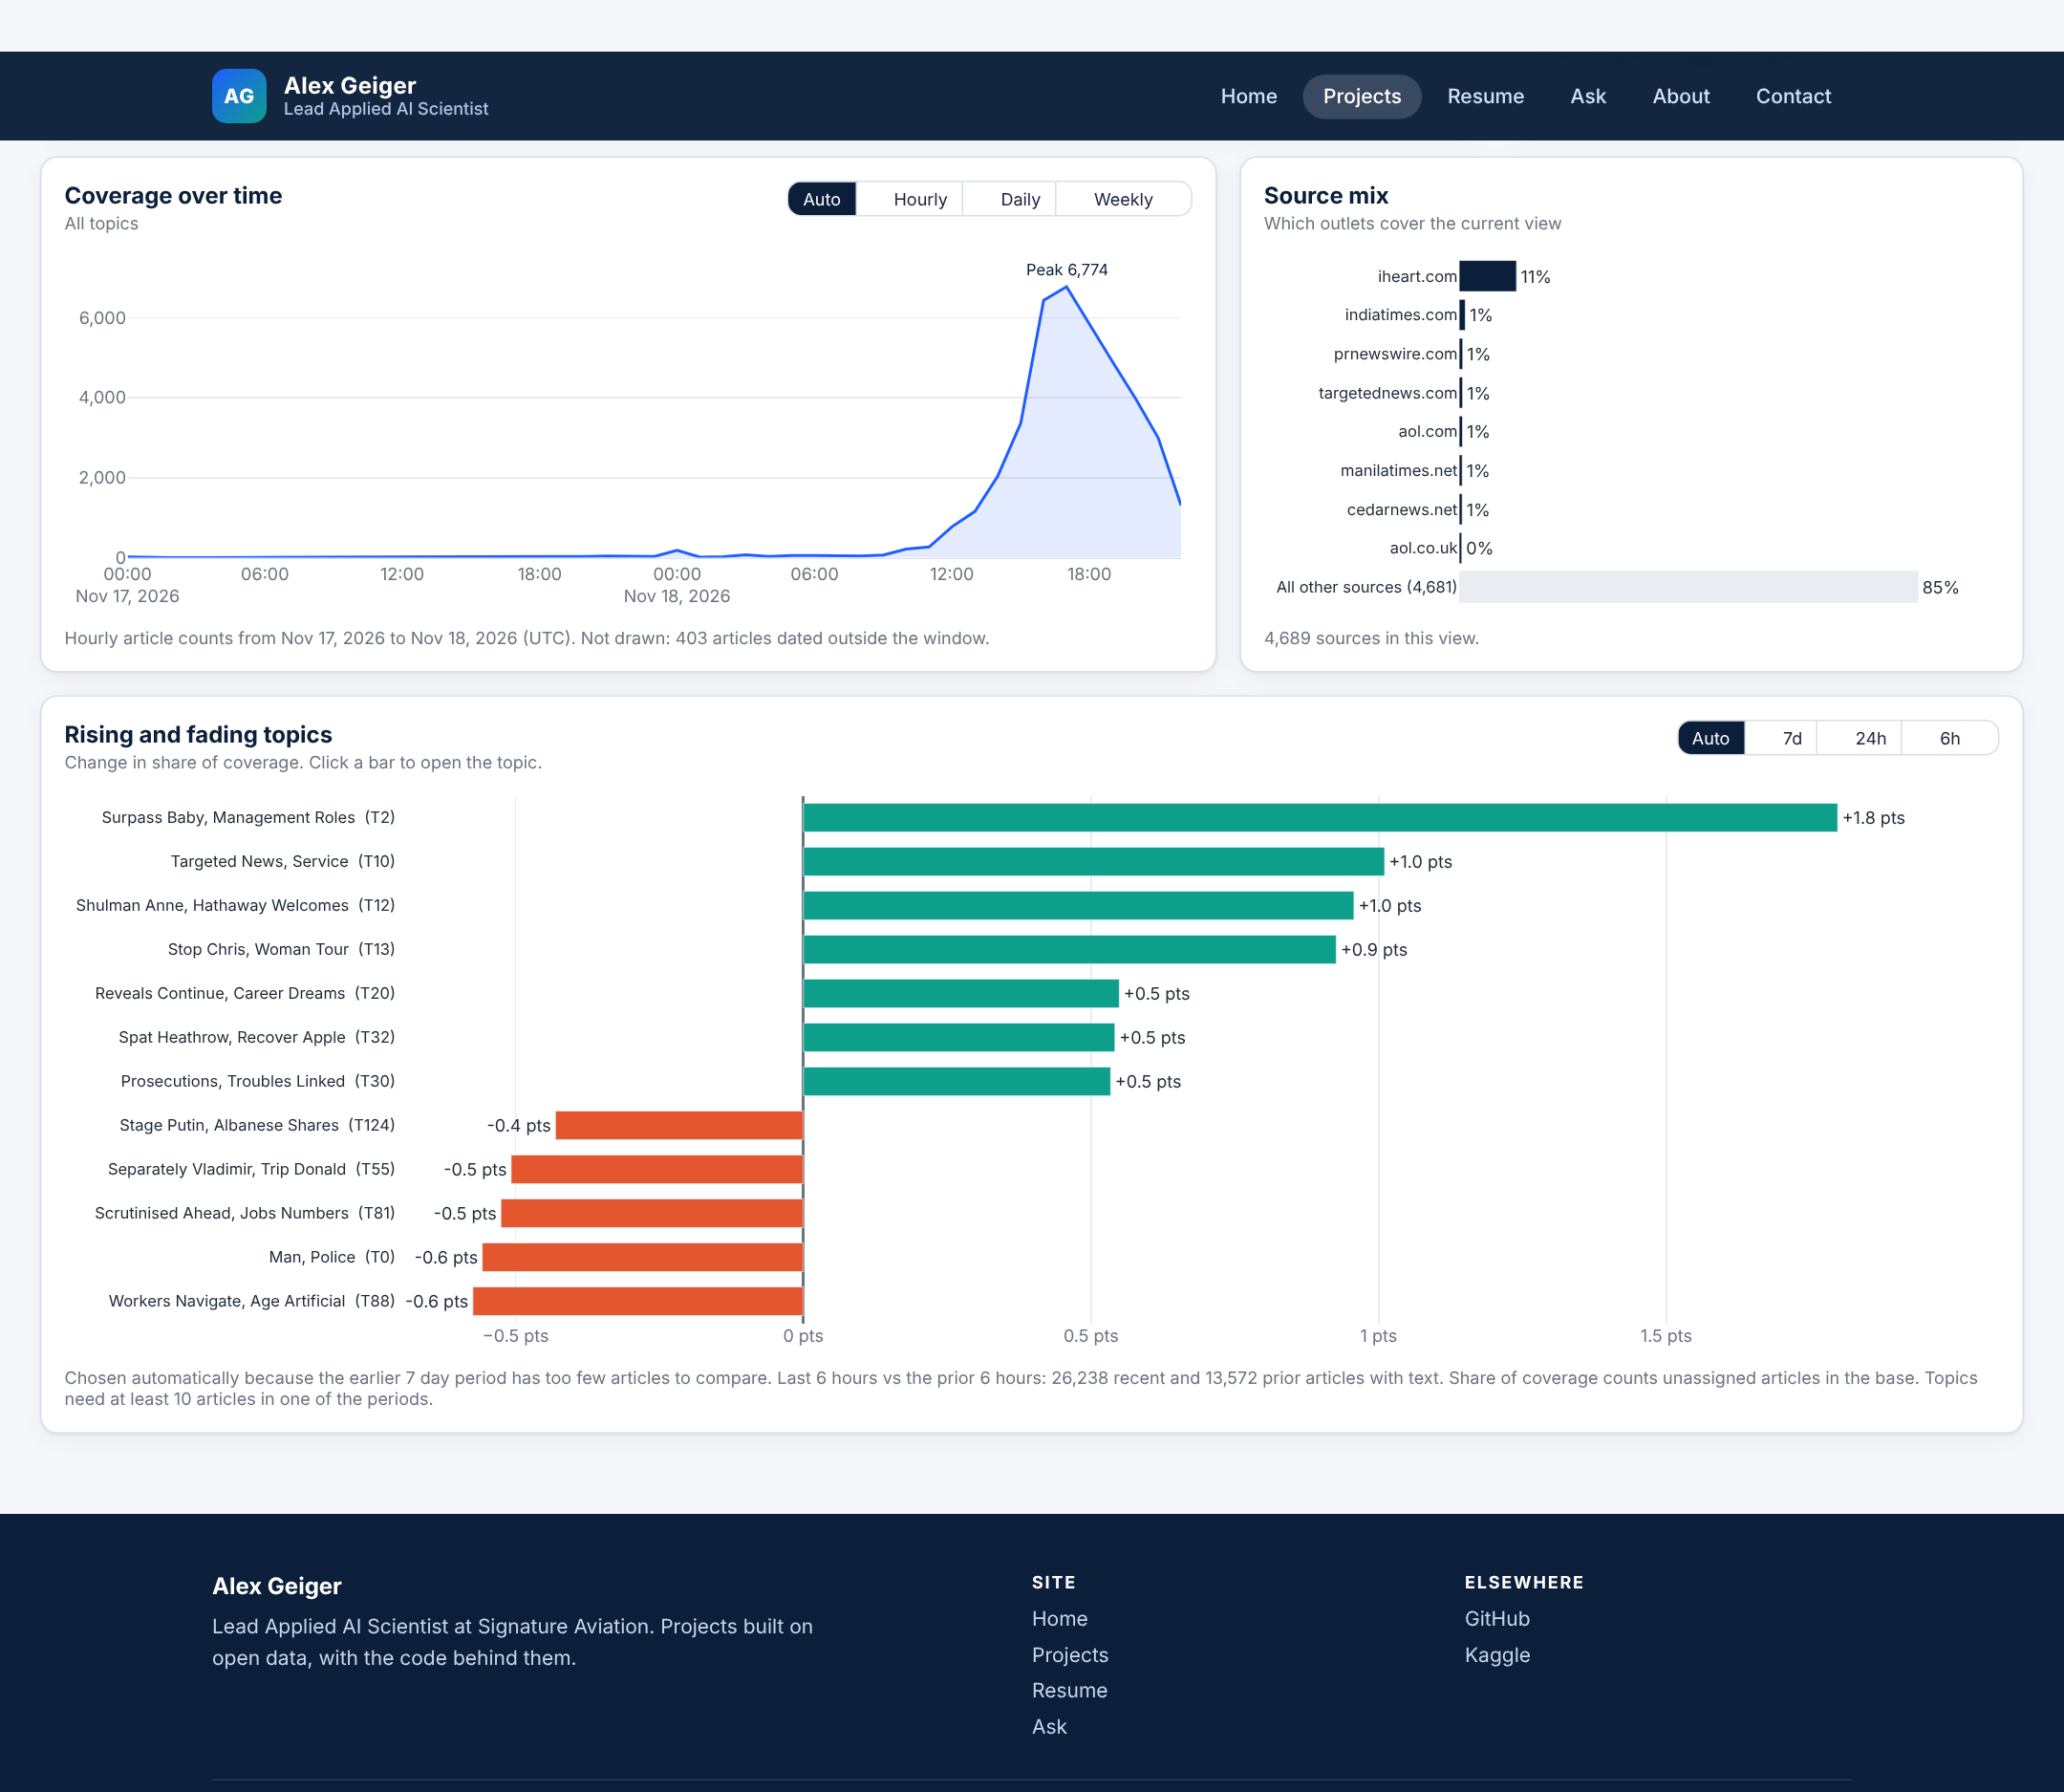 AG
Alex Geiger
Lead Applied AI Scientist
Home
Projects
Resume
Ask
About
Contact
Coverage over time
All topics
Auto
Hourly
Daily
Weekly
Peak 6,774
6,000
4,000
2,000
0
00:00
06:00
12:00
18:00
00:00
06:00
12:00
18:00
Nov 17, 2026
Nov 18, 2026
Hourly article counts from Nov 17, 2026 to Nov 18, 2026 (UTC). Not drawn: 403 articles dated outside the window.
Source mix
Which outlets cover the current view
iheart.com 11%
indiatimes.com 1%
prnewswire.com 1%
targetednews.com 1%
aol.com 1%
manilatimes.net 1%
cedarnews.net 1%
aol.co.uk 0%
All other sources (4,681) 85%
4,689 sources in this view.
Rising and fading topics
Change in share of coverage. Click a bar to open the topic.
Auto
7d
24h
6h
Surpass Baby, Management Roles (T2) +1.8 pts
Targeted News, Service (T10) +1.0 pts
Shulman Anne, Hathaway Welcomes (T12) +1.0 pts
Stop Chris, Woman Tour (T13) +0.9 pts
Reveals Continue, Career Dreams (T20) +0.5 pts
Spat Heathrow, Recover Apple (T32) +0.5 pts
Prosecutions, Troubles Linked (T30) +0.5 pts
Stage Putin, Albanese Shares (T124) -0.4 pts
Separately Vladimir, Trip Donald (T55) -0.5 pts
Scrutinised Ahead, Jobs Numbers (T81) -0.5 pts
Man, Police (T0) -0.6 pts
Workers Navigate, Age Artificial (T88) -0.6 pts
−0.5 pts
0 pts
0.5 pts
1 pts
1.5 pts
Chosen automatically because the earlier 7 day period has too few articles to compare. Last 6 hours vs the prior 6 hours: 26,238 recent and 13,572 prior articles with text. Share of coverage counts unassigned articles in the base. Topics
need at least 10 articles in one of the periods.
Alex Geiger
Lead Applied AI Scientist at Signature Aviation. Projects built on
open data, with the code behind them.
SITE
Home
Projects
Resume
Ask
ELSEWHERE
GitHub
Kaggle